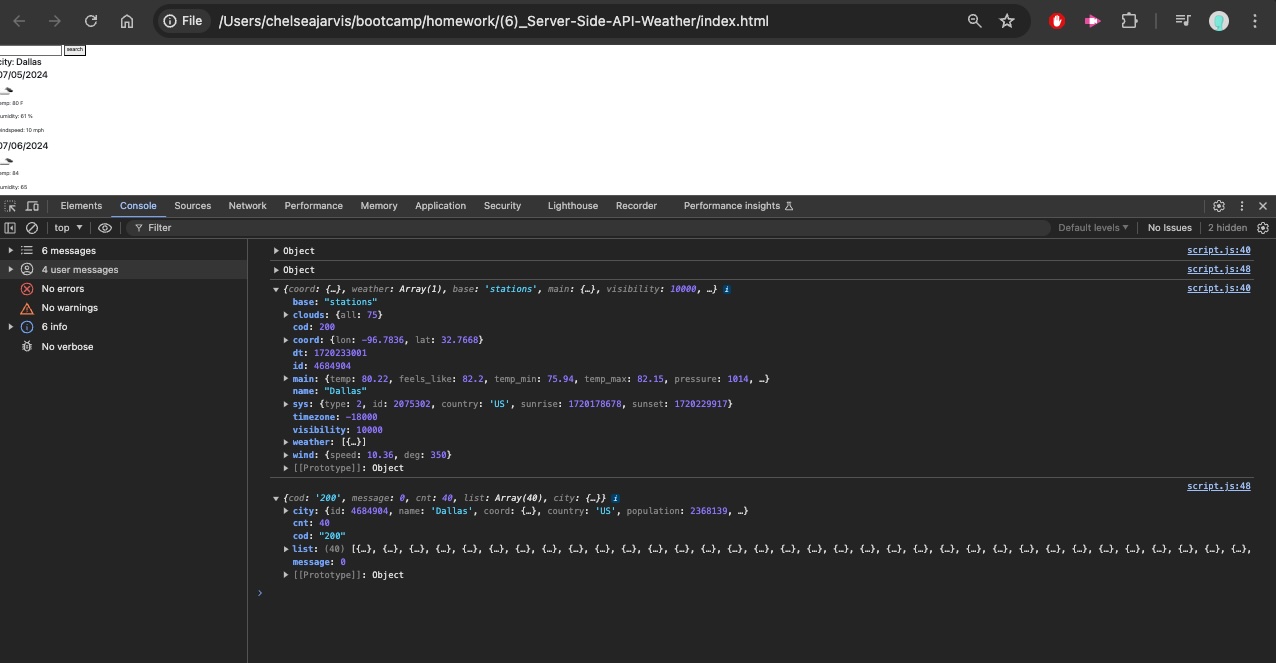 File /Users/chelseajarvis/bootcamp/homework/(6)_Server-Side-API-Weather/index.html
search
city: Dallas
07/05/2024
emp: 80 F
umidity: 61 %
windspeed: 10 mph
07/06/2024
emp: 84
umidity: 65
Elements Console Sources Network Performance Memory Application Security Lighthouse Recorder Performance insights
top Filter Default levels No Issues 2 hidden
6 messages
4 user messages
No errors
No warnings
6 info
No verbose
Object script.js:40
Object script.js:48
{coord: {…}, weather: Array(1), base: 'stations', main: {…}, visibility: 10000, …} i script.js:40
base: "stations"
clouds: {all: 75}
cod: 200
coord: {lon: -96.7836, lat: 32.7668}
dt: 1720233001
id: 4684904
main: {temp: 80.22, feels_like: 82.2, temp_min: 75.94, temp_max: 82.15, pressure: 1014, …}
name: "Dallas"
sys: {type: 2, id: 2075302, country: 'US', sunrise: 1720178678, sunset: 1720229917}
timezone: -18000
visibility: 10000
weather: [{…}]
wind: {speed: 10.36, deg: 350}
[[Prototype]]: Object
script.js:48
{cod: '200', message: 0, cnt: 40, list: Array(40), city: {…}} i
city: {id: 4684904, name: 'Dallas', coord: {…}, country: 'US', population: 2368139, …}
cnt: 40
cod: "200"
list: (40) [{…}, {…}, {…}, {…}, {…}, {…}, {…}, {…}, {…}, {…}, {…}, {…}, {…}, {…}, {…}, {…}, {…}, {…}, {…}, {…}, {…}, {…}, {…}, {…}, {…}, {…}, {…}, {…}, {…}, {…}, {…}, {…}, {…}, {…},
message: 0
[[Prototype]]: Object